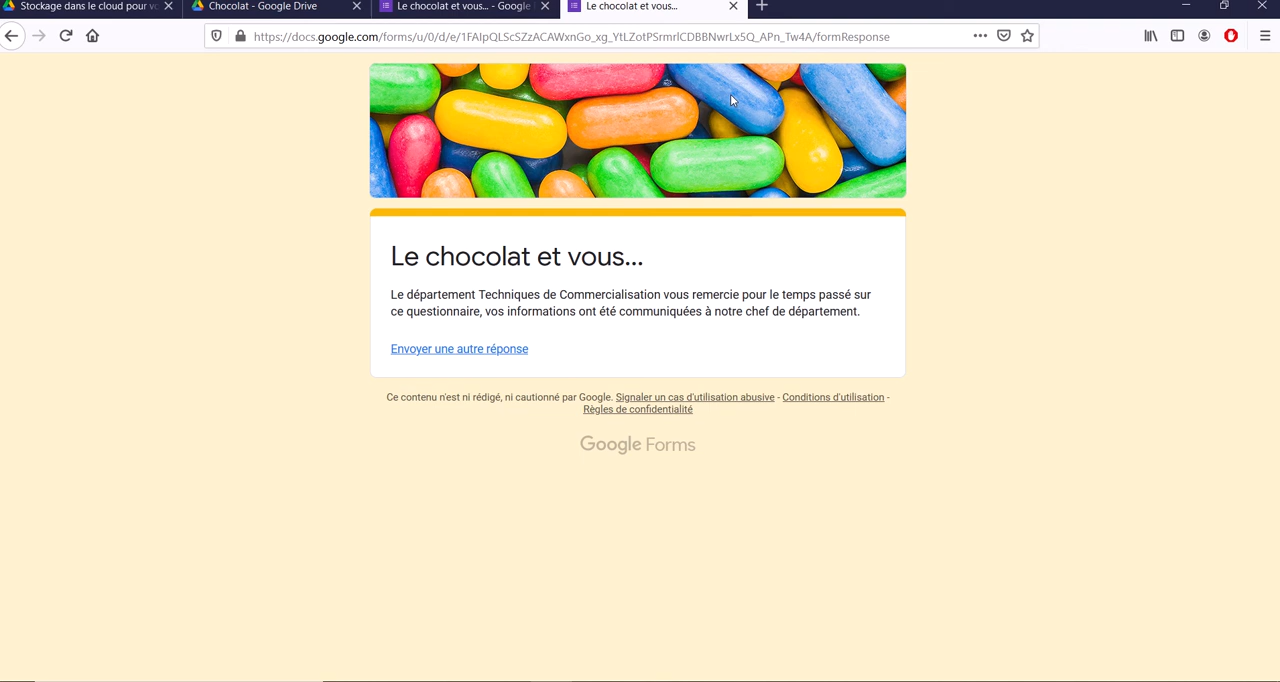 Stockage dans le cloud pour vo
Chocolat - Google Drive
Le chocolat et vous... - Google
Le chocolat et vous...
https://docs.google.com/forms/u/0/d/e/1FAIpQLScSZzACAWxnGo_xg_YtLZotPSrmrlCDBBNwrLx5Q_APn_Tw4A/formResponse
Le chocolat et vous...
Le département Techniques de Commercialisation vous remercie pour le temps passé sur
ce questionnaire, vos informations ont été communiquées à notre chef de département.
Envoyer une autre réponse
Ce contenu n'est ni rédigé, ni cautionné par Google. Signaler un cas d'utilisation abusive - Conditions d'utilisation -
Règles de confidentialité
Google Forms